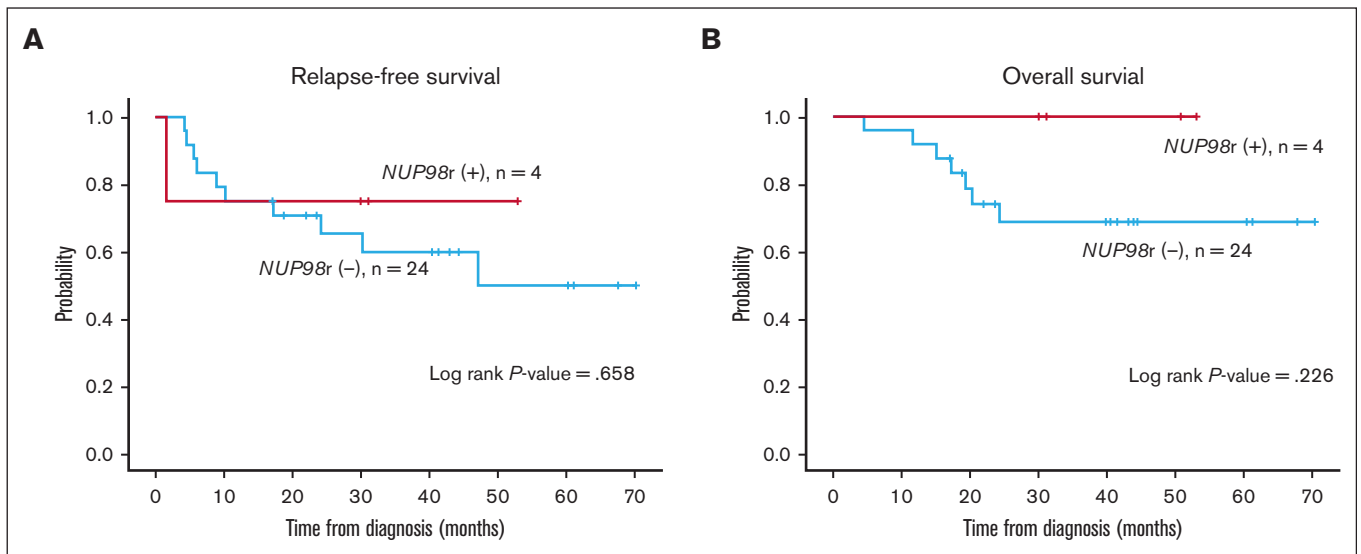 A
Relapse-free survival
1.0
0.8
0.6
0.4
0.2
0.0
Probability
NUP98r (+), n = 4
NUP98r (−), n = 24
Log rank P-value = .658
0 10 20 30 40 50 60 70
Time from diagnosis (months)
B
Overall survial
1.0
0.8
0.6
0.4
0.2
0.0
Probability
NUP98r (+), n = 4
NUP98r (−), n = 24
Log rank P-value = .226
0 10 20 30 40 50 60 70
Time from diagnosis (months)